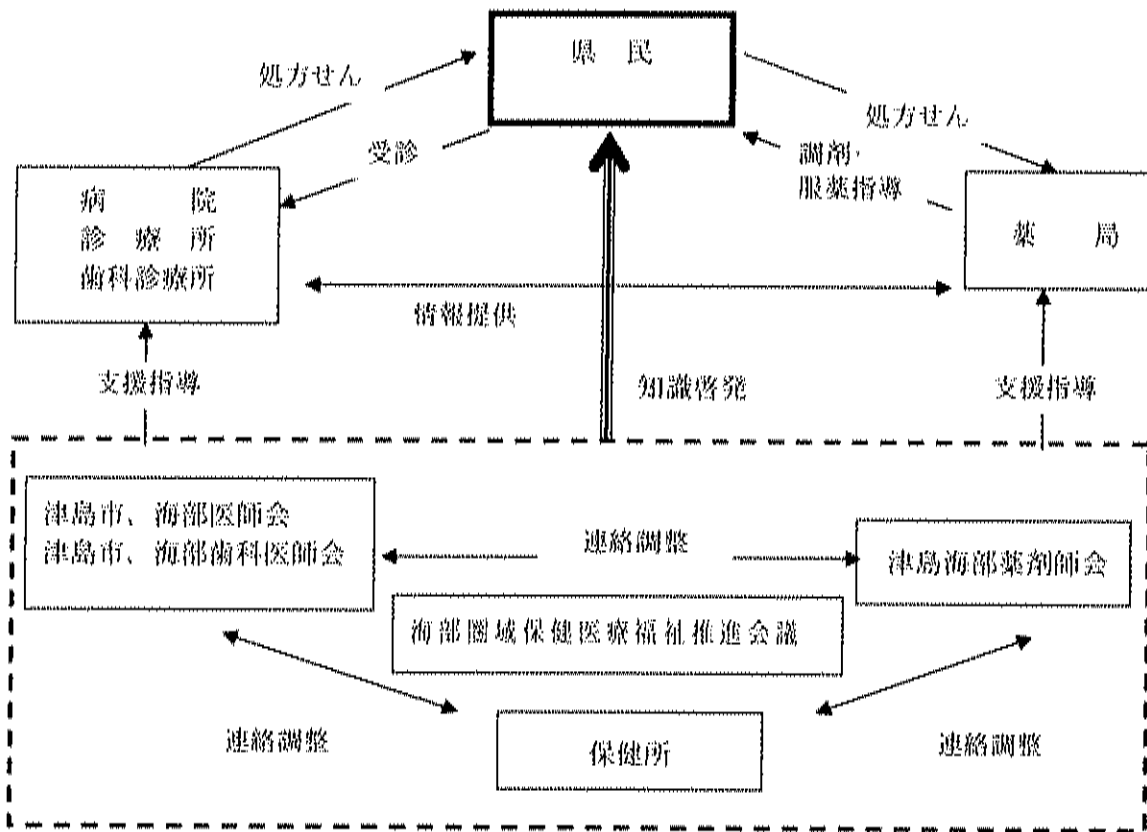 県民
処方せん
処方せん
受診
調剤・
服薬指導
病院
診療所
歯科診療所
薬局
情報提供
支援指導
知識啓発
支援指導
津島市、海部医師会
津島市、海部歯科医師会
連絡調整
津島海部薬剤師会
海部圏域保健医療福祉推進会議
連絡調整
保健所
連絡調整